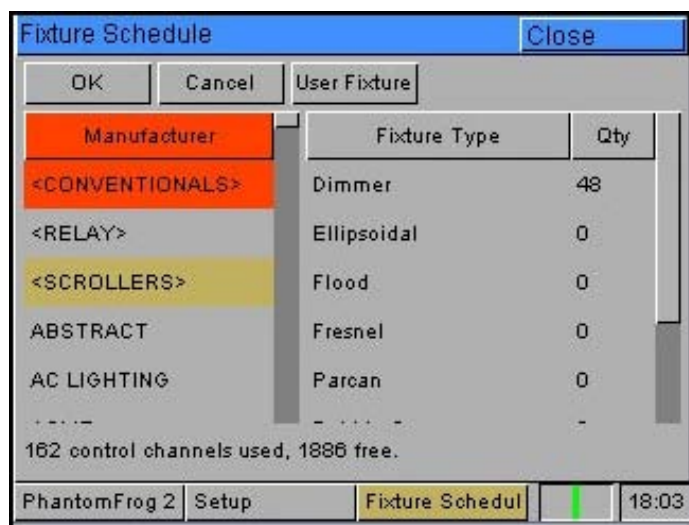 Fixture Schedule Close
OK Cancel User Fixture
Manufacturer Fixture Type Qty
<CONVENTIONALS> Dimmer 48
<RELAY> Ellipsoidal 0
<SCROLLERS> Flood 0
ABSTRACT Fresnel 0
AC LIGHTING Parcan 0
162 control channels used, 1886 free.
PhantomFrog 2 Setup Fixture Schedul 18:03